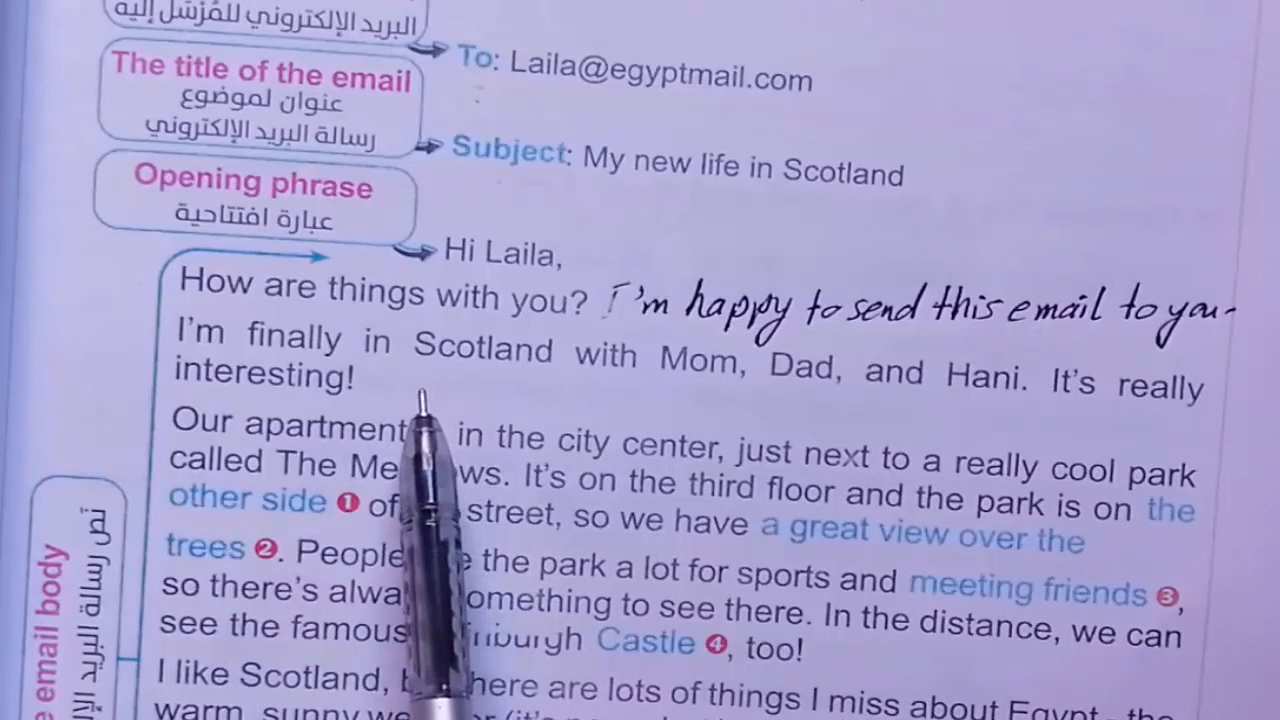 البريد الإلكتروني للمُرسَل إليه
To: Laila@egyptmail.com
The title of the email
عنوان لموضوع
رسالة البريد الإلكتروني
Subject: My new life in Scotland
Opening phrase
عبارة افتتاحية
Hi Laila,
How are things with you? I'm happy to send this email to you.
I'm finally in Scotland with Mom, Dad, and Hani. It's really
interesting!
Our apartment in the city center, just next to a really cool park
called The Me ws. It's on the third floor and the park is on the
other side 1 of street, so we have a great view over the
trees 2. People the park a lot for sports and meeting friends 3,
so there's alwa omething to see there. In the distance, we can
see the famous inburgh Castle 4, too!
I like Scotland, b here are lots of things I miss about Egypt - the
warm, sunny we
email body